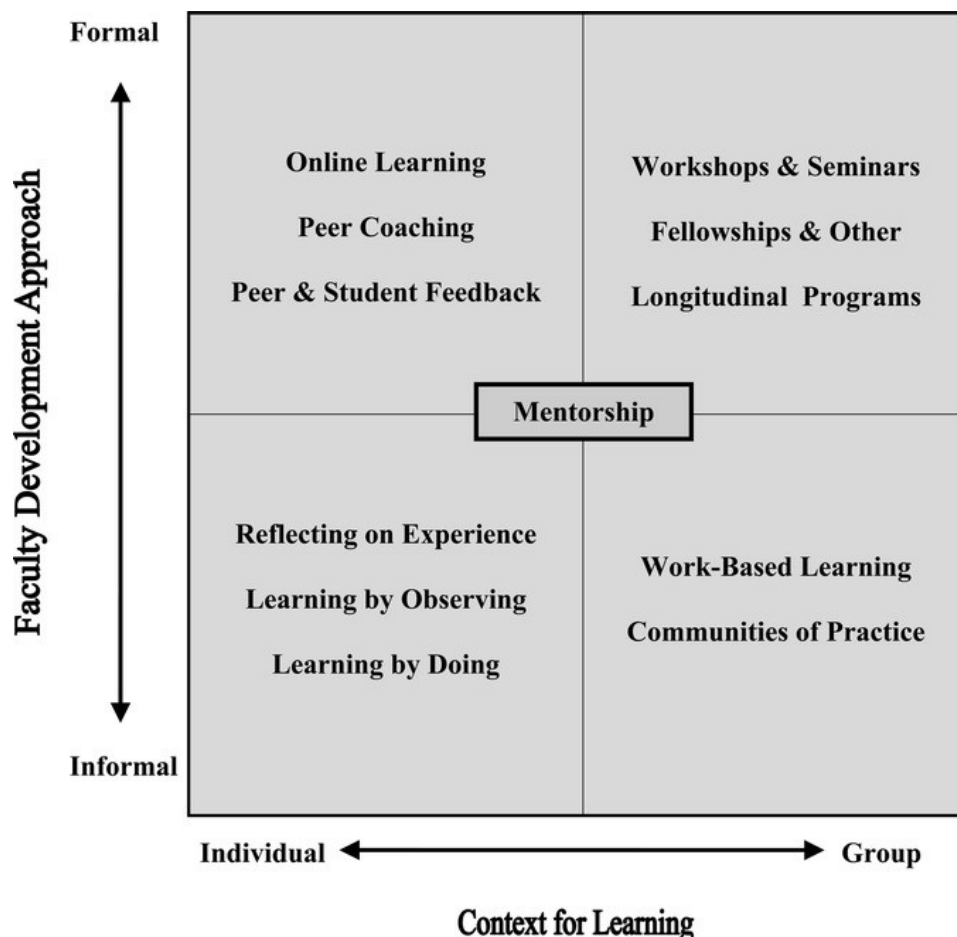 Formal
Faculty Development Approach
Online Learning
Peer Coaching
Peer & Student Feedback
Workshops & Seminars
Fellowships & Other
Longitudinal Programs
Mentorship
Reflecting on Experience
Learning by Observing
Learning by Doing
Work-Based Learning
Communities of Practice
Informal
Individual
Group
Context for Learning